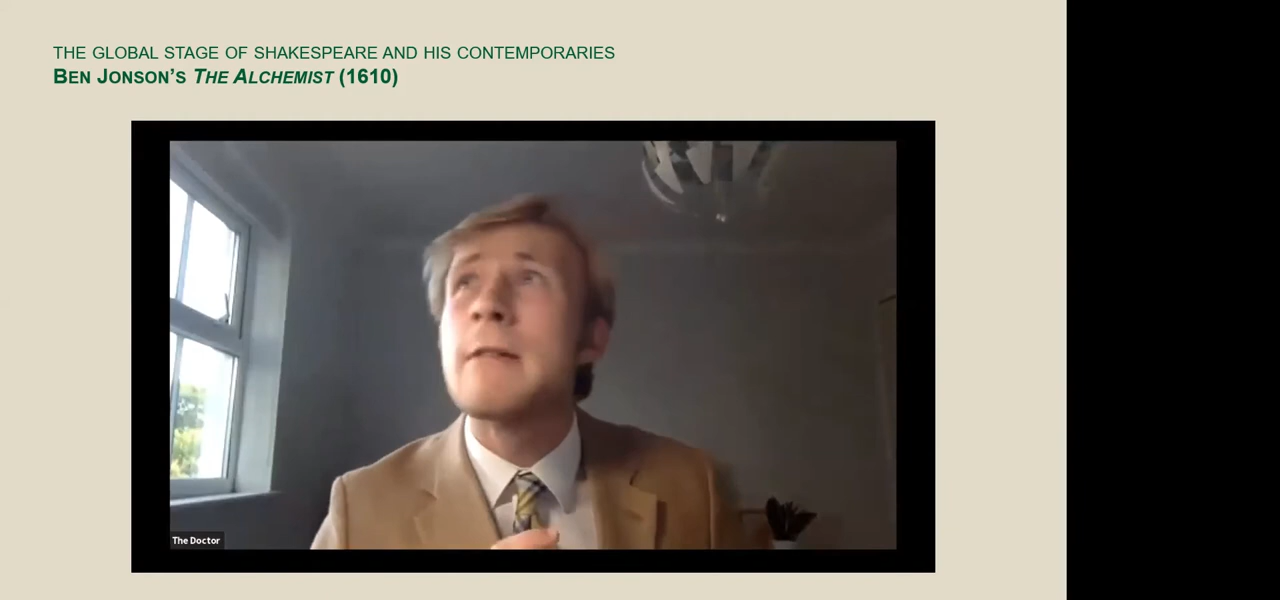 THE GLOBAL STAGE OF SHAKESPEARE AND HIS CONTEMPORARIES
BEN JONSON’S THE ALCHEMIST (1610)
The Doctor